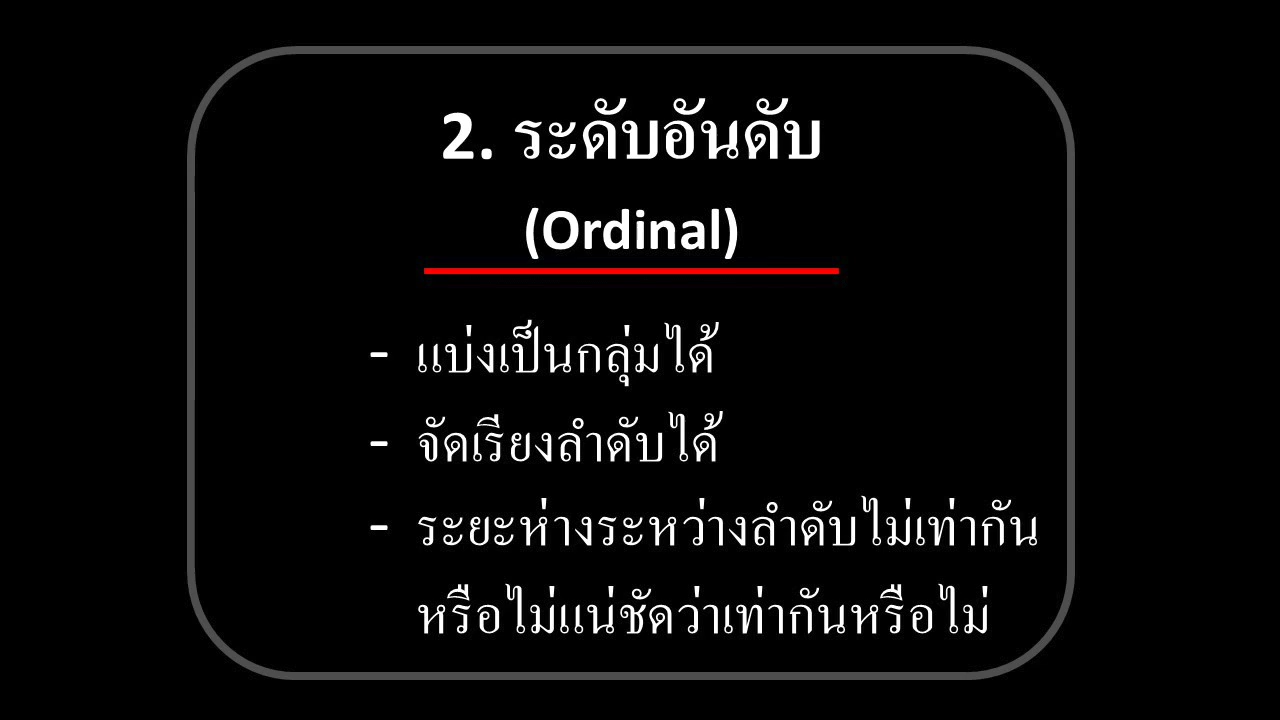 2. ระดับอันดับ
(Ordinal)
- แบ่งเป็นกลุ่มได้
- จัดเรียงลำดับได้
- ระยะห่างระหว่างลำดับไม่เท่ากัน
หรือไม่แน่ชัดว่าเท่ากันหรือไม่